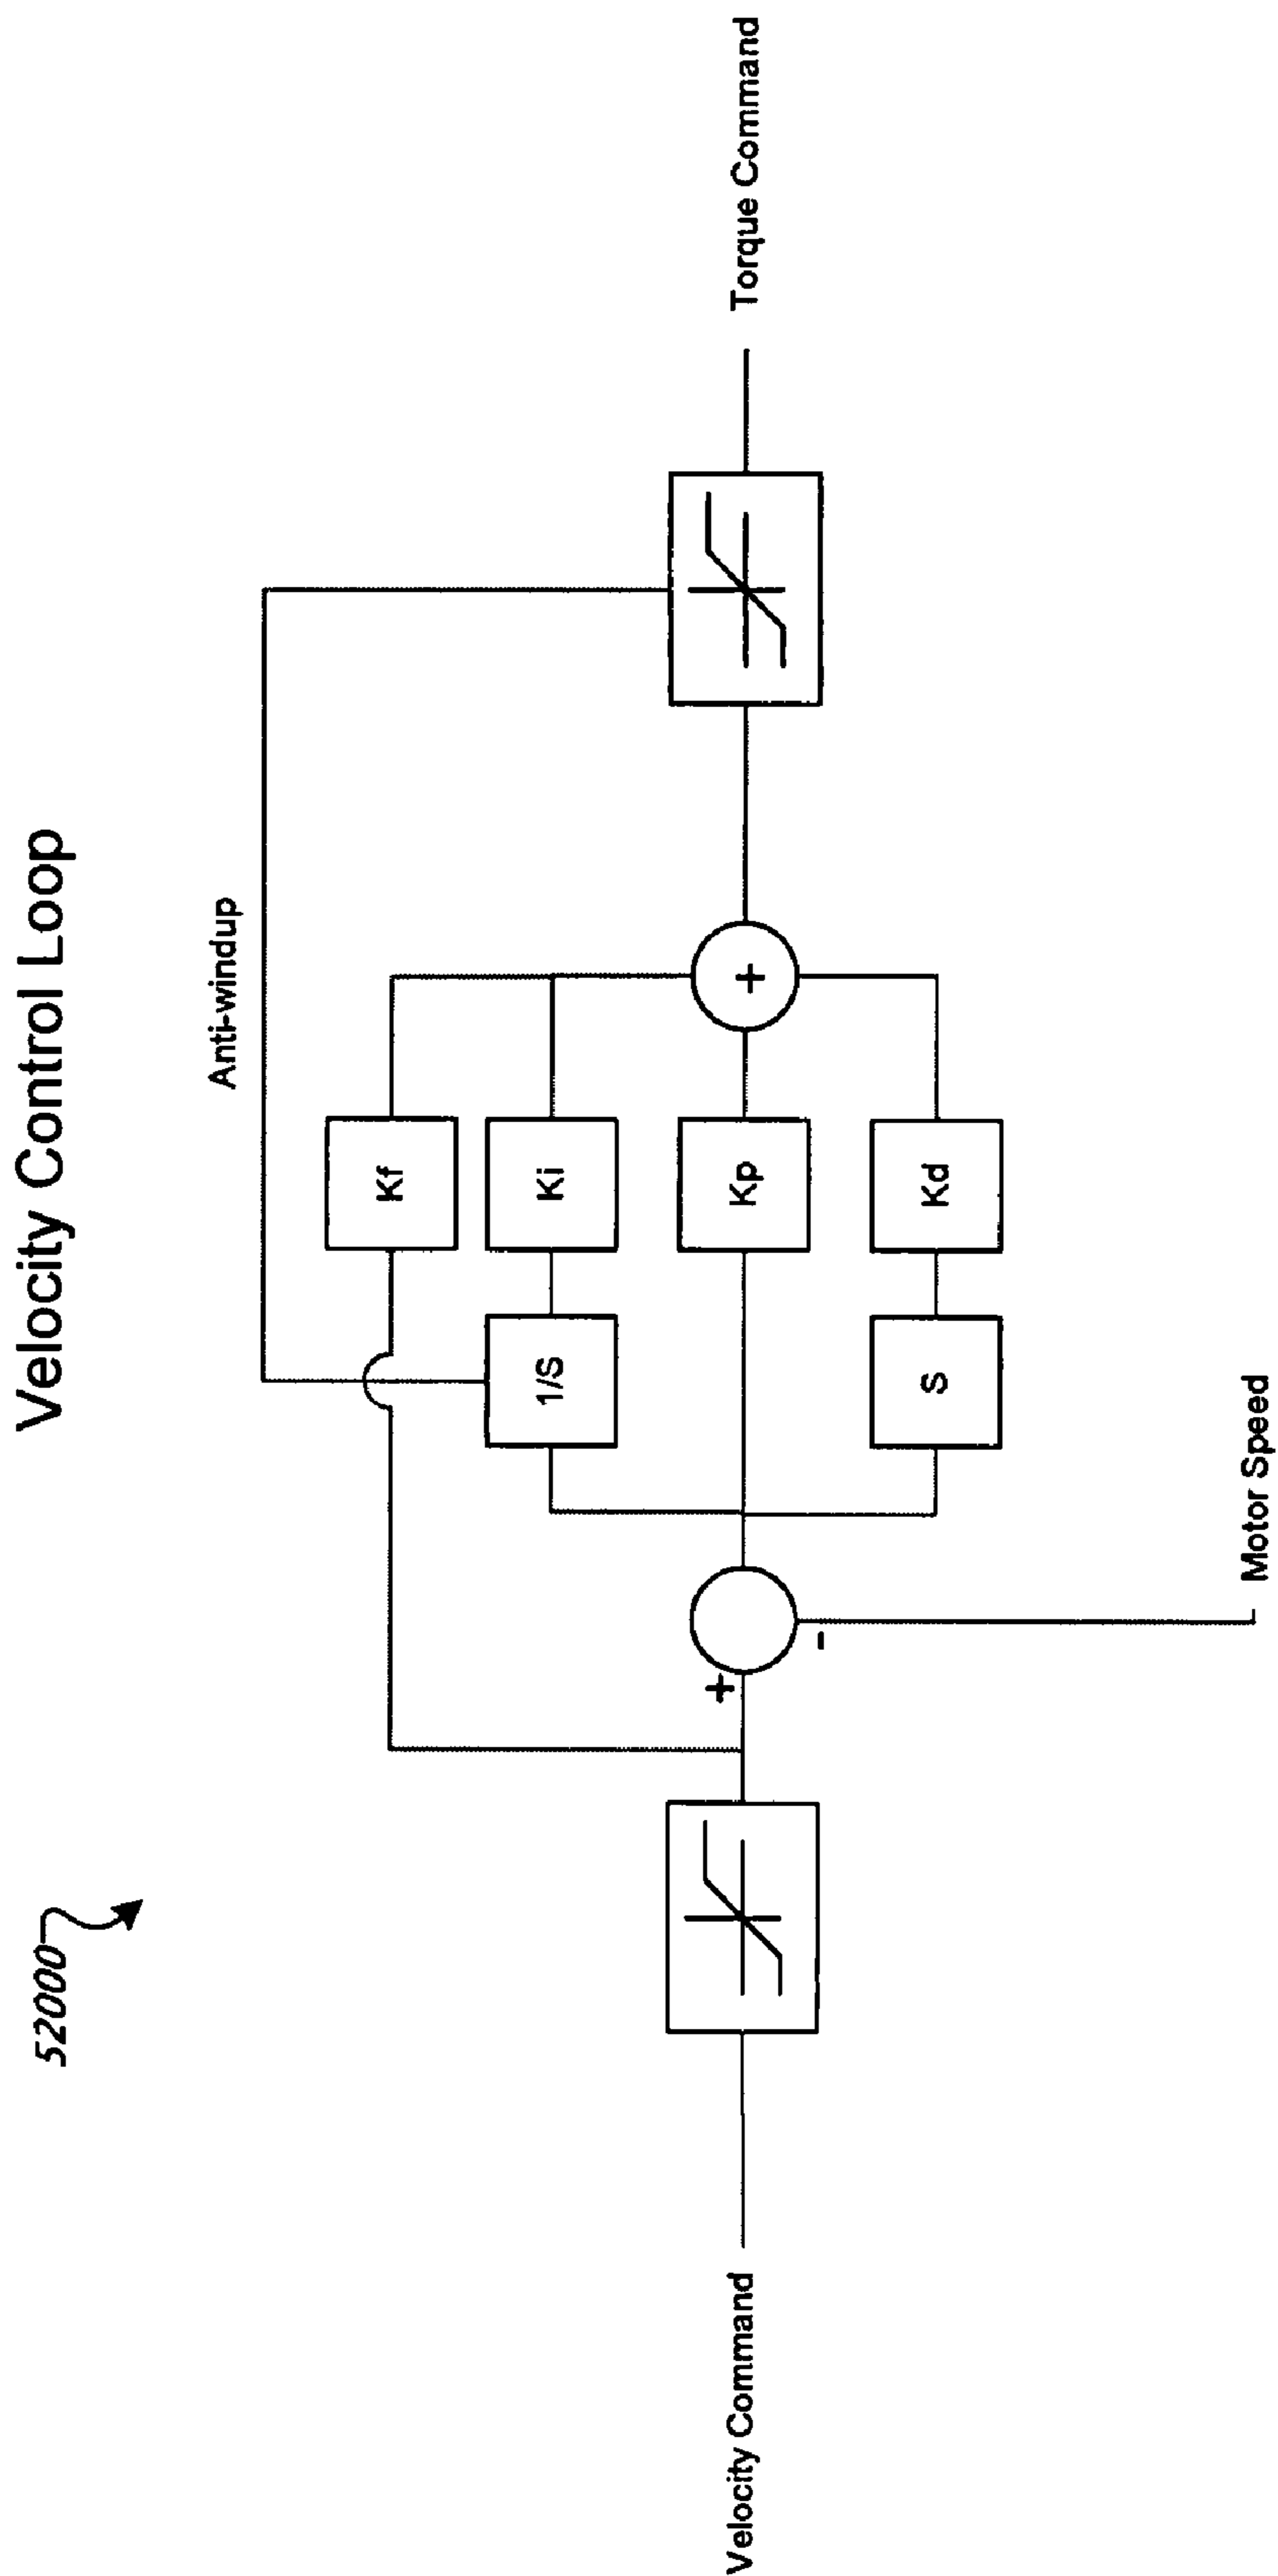 Velocity Control Loop
52000
Anti-windup
Kf
1/S
Ki
Velocity Command
+
Kp
+
Torque Command
-
S
Kd
Motor Speed